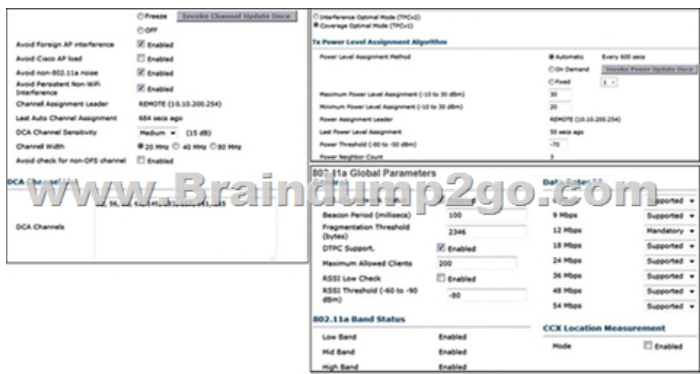 Freeze Invoke Channel Update Once
OFF
Avoid Foreign AP interference Enabled
Avoid Cisco AP load Enabled
Avoid non-802.11a noise Enabled
Avoid Persistent Non-WiFi Interference Enabled
Channel Assignment Leader REMOTE (10.10.200.254)
Last Auto Channel Assignment 684 secs ago
DCA Channel Sensitivity Medium (15 dB)
Channel Width 20 MHz 40 MHz 80 MHz
Avoid check for non-DFS channel Enabled
DCA Channels
Interference Optimal Mode (TPCv2)
Coverage Optimal Mode (TPCv1)
Tx Power Level Assignment Algorithm
Power Level Assignment Method Automatic Every 600 secs
On Demand Invoke Power Update Once
Fixed 1
Maximum Power Level Assignment (-10 to 30 dBm) 30
Minimum Power Level Assignment (-10 to 30 dBm) 20
Power Assignment Leader REMOTE (10.10.200.254)
Last Power Level Assignment 50 secs ago
Power Threshold (-80 to -50 dBm) -70
Power Neighbor Count 3
802.11a Global Parameters
Beacon Period (millisecs) 100
Fragmentation Threshold (bytes) 2346
DTPC Support. Enabled
Maximum Allowed Clients 200
RSSI Low Check Enabled
RSSI Threshold (-60 to -90 dBm) -80
802.11a Band Status
Low Band Enabled
Mid Band Enabled
High Band Enabled
Supported
9 Mbps Supported
12 Mbps Mandatory
18 Mbps Supported
24 Mbps Supported
36 Mbps Supported
48 Mbps Supported
54 Mbps Supported
CCX Location Measurement
Mode Enabled
www.Braindump2go.com